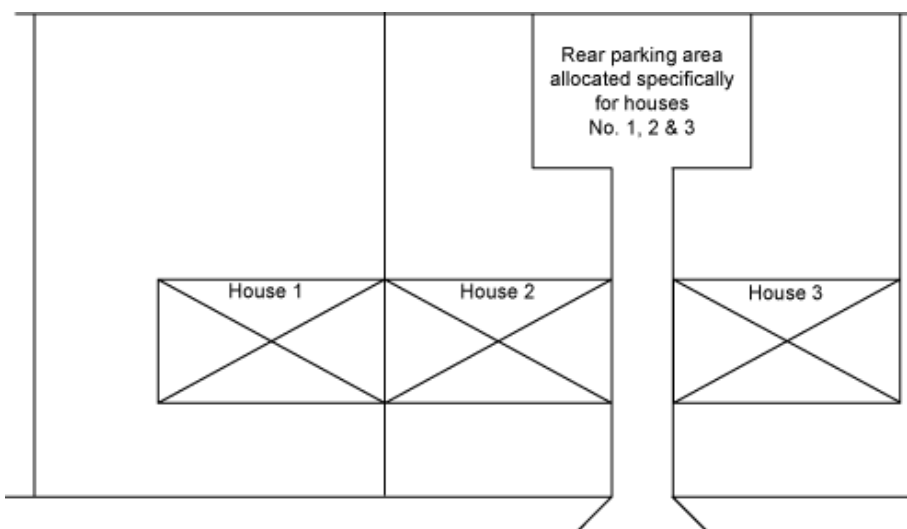 Rear parking area
allocated specifically
for houses
No. 1, 2 & 3
House 1
House 2
House 3